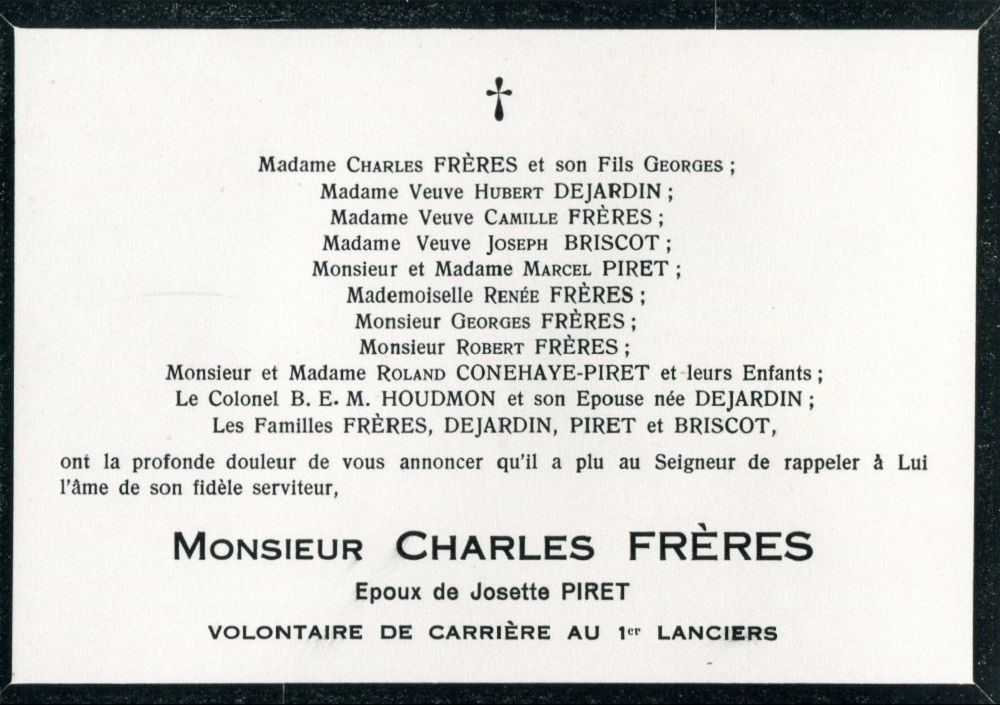 Madame CHARLES FRÈRES et son Fils GEORGES ;
Madame Veuve HUBERT DEJARDIN ;
Madame Veuve CAMILLE FRÈRES ;
Madame Veuve JOSEPH BRISCOT ;
Monsieur et Madame MARCEL PIRET ;
Mademoiselle RENÉE FRÈRES ;
Monsieur GEORGES FRÈRES ;
Monsieur ROBERT FRÈRES ;
Monsieur et Madame ROLAND CONEHAYE-PIRET et leurs Enfants ;
Le Colonel B. E. M. HOUDMON et son Epouse née DEJARDIN ;
Les Familles FRÈRES, DEJARDIN, PIRET et BRISCOT,
ont la profonde douleur de vous annoncer qu'il a plu au Seigneur de rappeler à Lui
l'âme de son fidèle serviteur,
MONSIEUR CHARLES FRÈRES
Epoux de Josette PIRET
VOLONTAIRE DE CARRIÈRE AU 1er LANCIERS